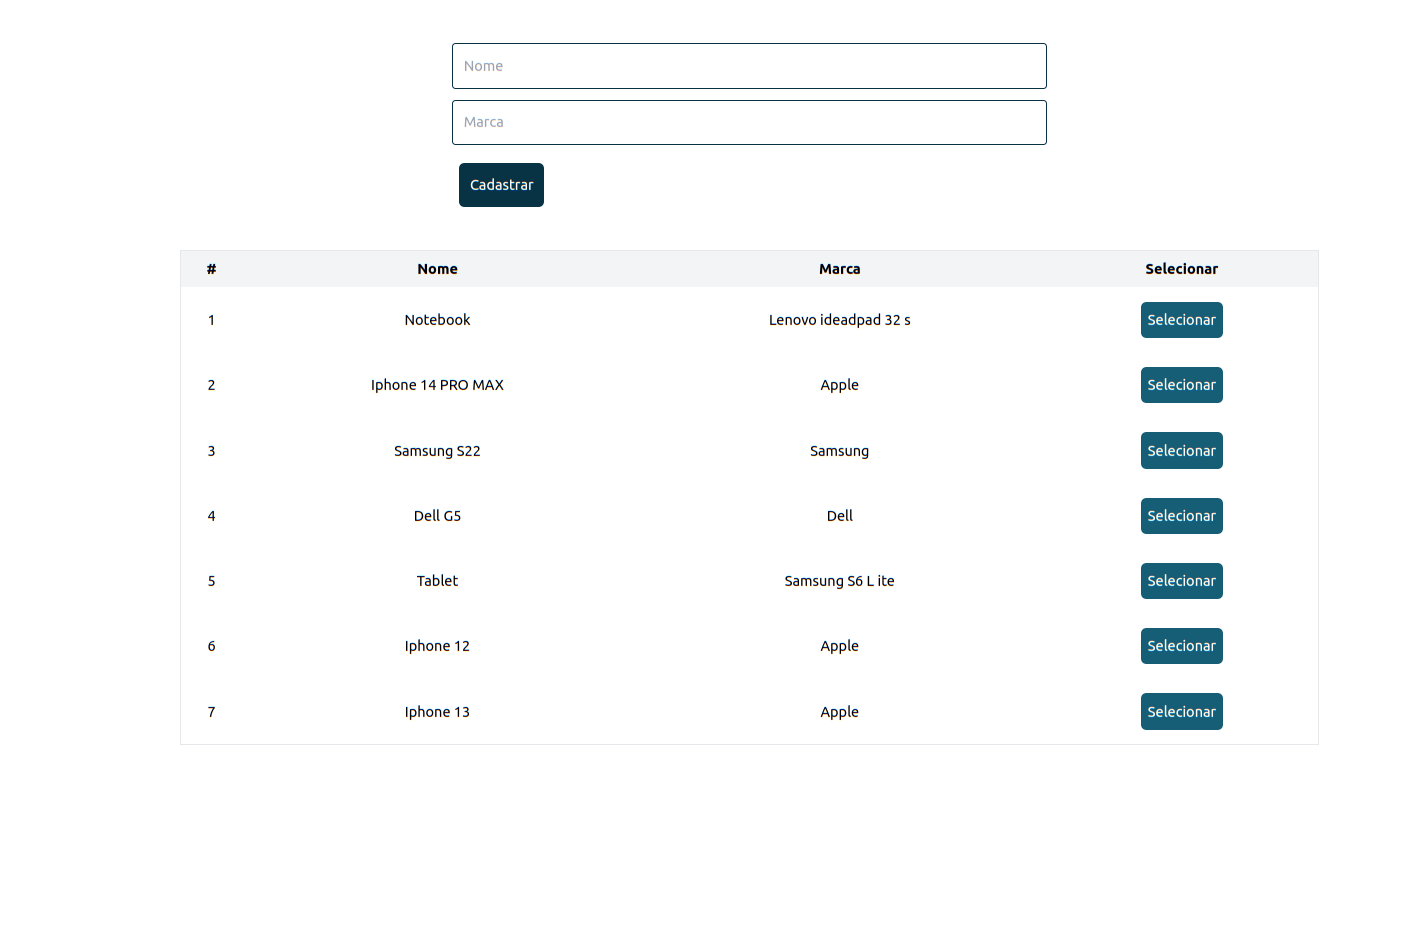 Nome
Marca
Cadastrar
# Nome Marca Selecionar
1 Notebook Lenovo ideadpad 32 s Selecionar
2 Iphone 14 PRO MAX Apple Selecionar
3 Samsung S22 Samsung Selecionar
4 Dell G5 Dell Selecionar
5 Tablet Samsung S6 L ite Selecionar
6 Iphone 12 Apple Selecionar
7 Iphone 13 Apple Selecionar